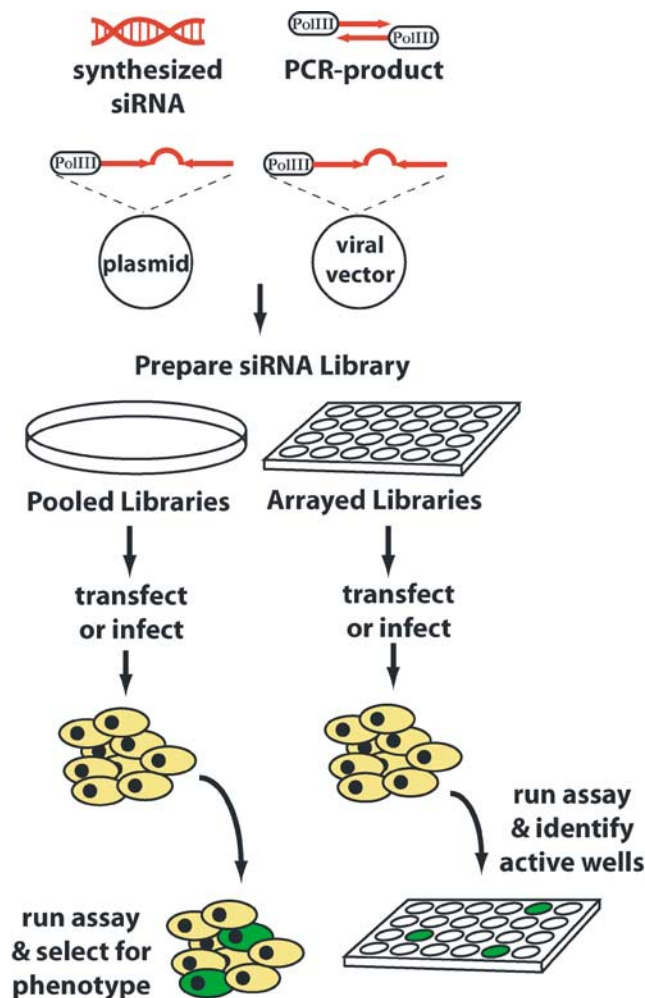 PolIII
PolIII
synthesized
siRNA
PCR-product
PolIII
PolIII
plasmid
viral
vector
Prepare siRNA Library
Pooled Libraries
Arrayed Libraries
transfect
or infect
transfect
or infect
run assay
& identify
active wells
run assay
& select for
phenotype